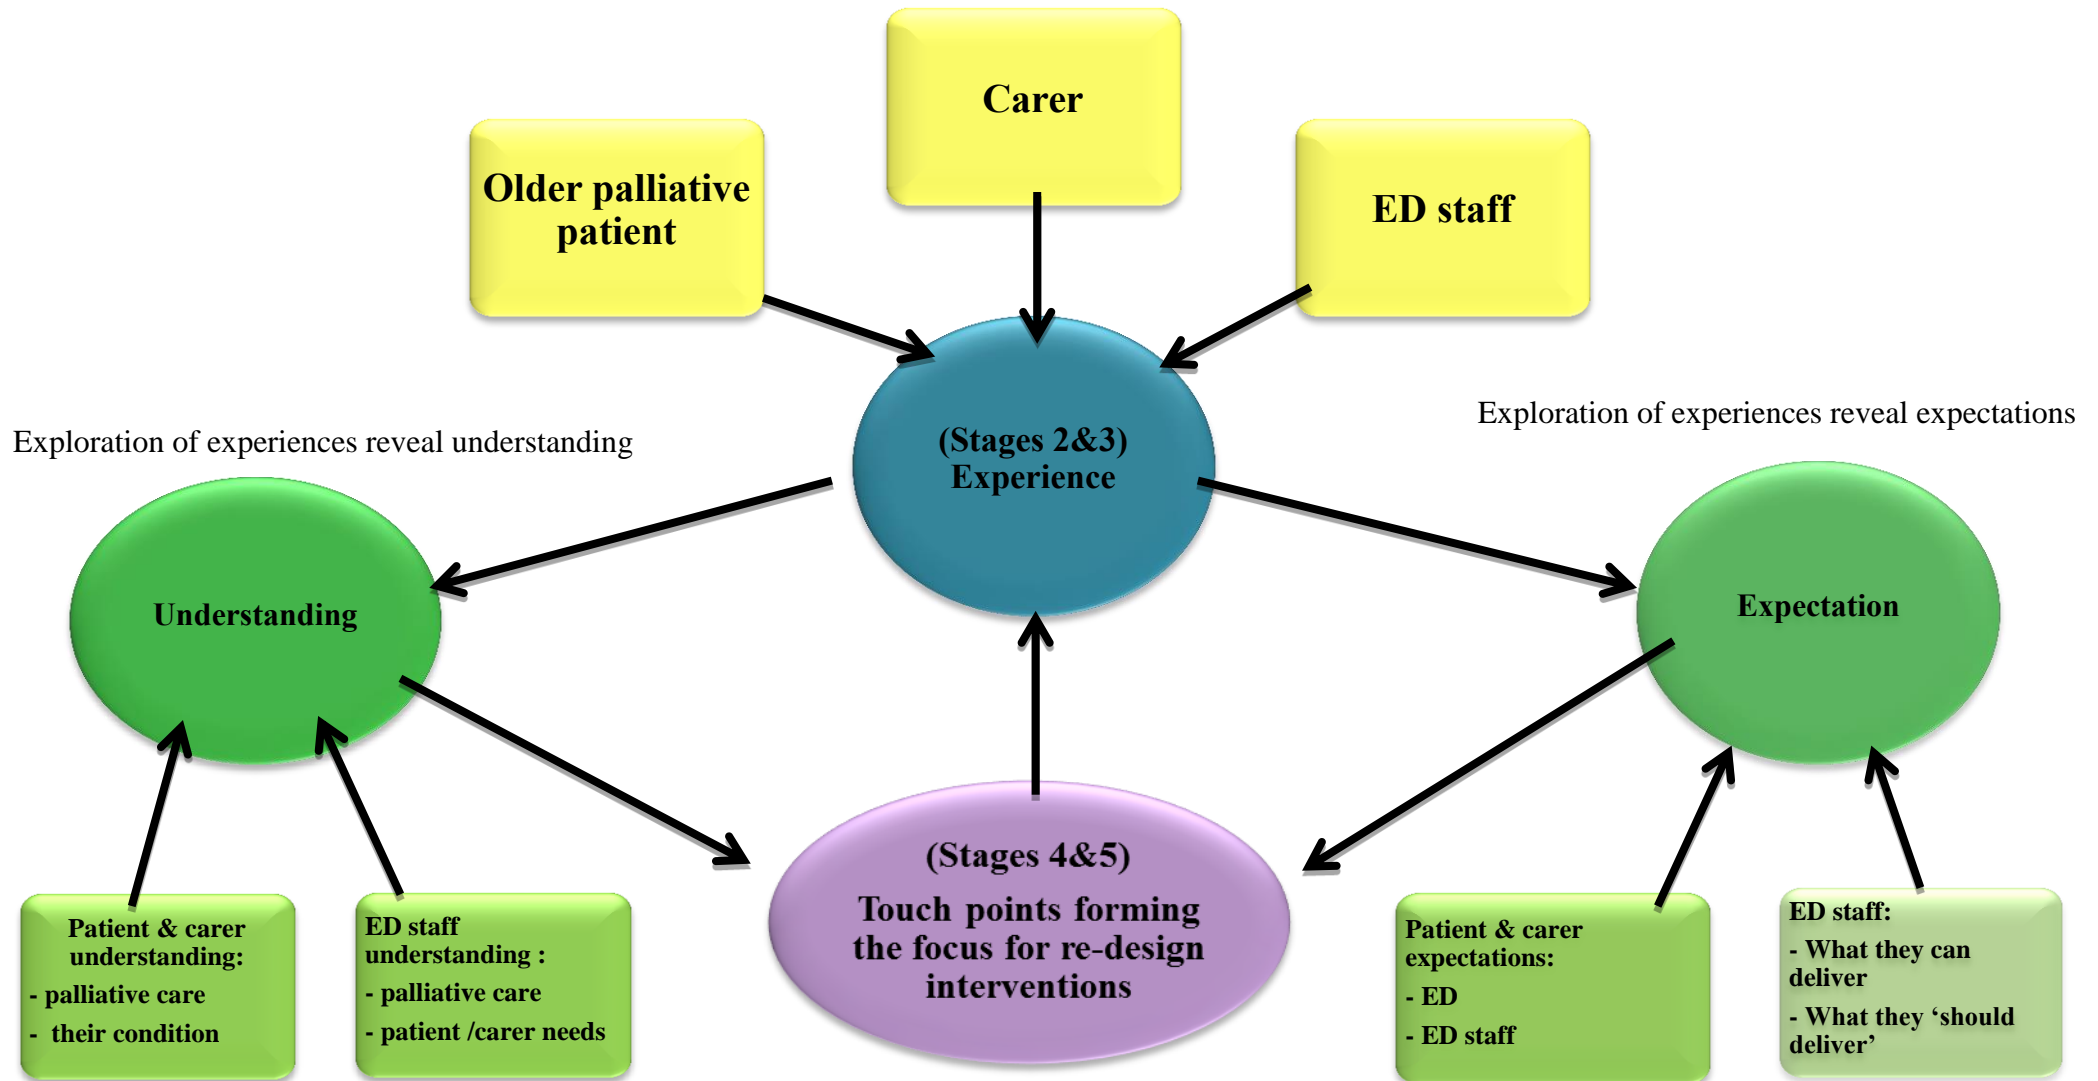 Carer
Older palliative
patient
ED staff
Exploration of experiences reveal understanding
(Stages 2&3)
Experience
Exploration of experiences reveal expectations
Understanding
Expectation
Patient & carer
understanding:
- palliative care
- their condition
ED staff
understanding :
- palliative care
- patient /carer needs
(Stages 4&5)
Touch points forming
the focus for re-design
interventions
Patient & carer
expectations:
- ED
- ED staff
ED staff:
- What they can
deliver
- What they ‘should
deliver’